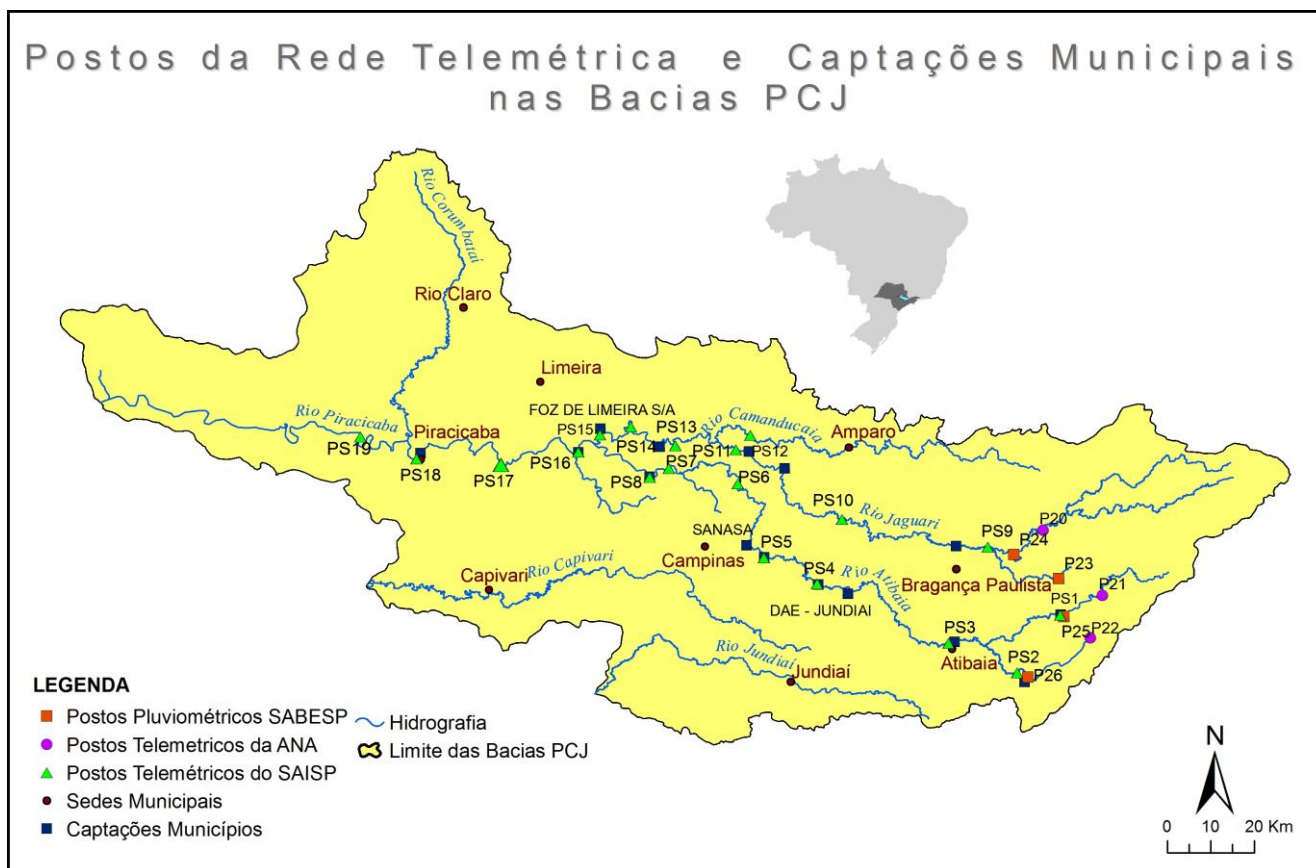 Postos da Rede Telemétrica e Captações Municipais
nas Bacias PCJ
Rio Corumbataí
Rio Claro
Limeira
FOZ DE LIMEIRA S/A
Rio Camanducaia
Rio Piracicaba
Piracicaba
PS15
PS13
Amparo
PS19
PS14
PS11
PS12
PS16
PS7
PS18
PS17
PS8
PS6
PS10
Rio Jaguari
P20
SANASA
PS9
P24
Campinas
PS5
Rio Capivari
Capivari
PS4
Rio Atibaia
Bragança Paulista
P23
P21
DAE - JUNDIAI
PS1
PS3
P25
P22
Rio Jundiaí
Atibaia
PS2
P26
Jundiaí
LEGENDA
Postos Pluviométricos SABESP
Hidrografia
Postos Telemetricos da ANA
Limite das Bacias PCJ
Postos Telemétricos do SAISP
Sedes Municipais
Captações Municípios
N
0 10 20 Km